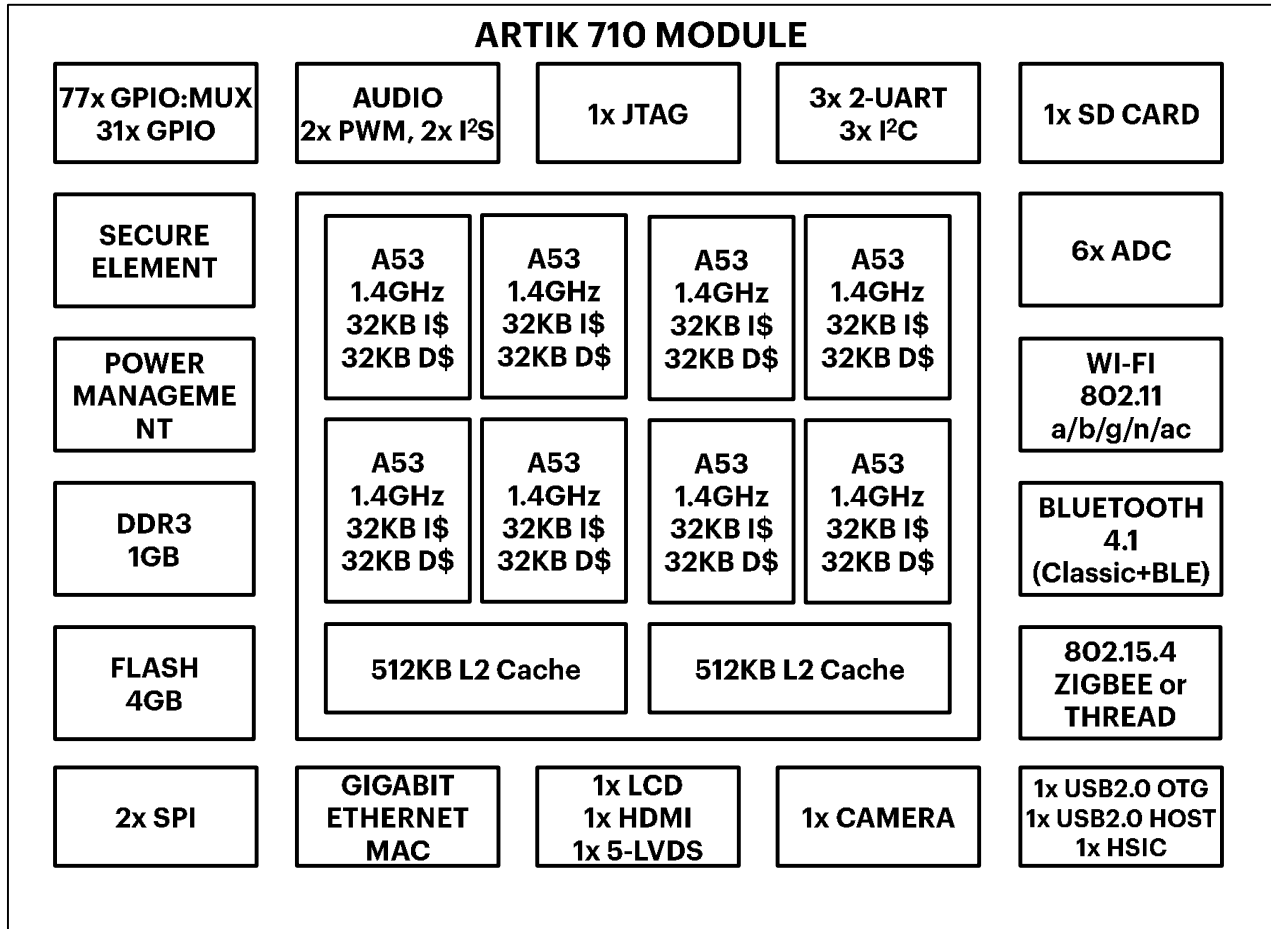 ARTIK 710 MODULE
77x GPIO:MUX
31x GPIO
AUDIO
2x PWM, 2x I²S
1x JTAG
3x 2-UART
3x I²C
1x SD CARD
SECURE
ELEMENT
A53
1.4GHz
32KB I$
32KB D$
A53
1.4GHz
32KB I$
32KB D$
A53
1.4GHz
32KB I$
32KB D$
A53
1.4GHz
32KB I$
32KB D$
6x ADC
POWER
MANAGEME
NT
WI-FI
802.11
a/b/g/n/ac
A53
1.4GHz
32KB I$
32KB D$
A53
1.4GHz
32KB I$
32KB D$
A53
1.4GHz
32KB I$
32KB D$
A53
1.4GHz
32KB I$
32KB D$
DDR3
1GB
BLUETOOTH
4.1
(Classic+BLE)
FLASH
4GB
512KB L2 Cache
512KB L2 Cache
802.15.4
ZIGBEE or
THREAD
2x SPI
GIGABIT
ETHERNET
MAC
1x LCD
1x HDMI
1x 5-LVDS
1x CAMERA
1x USB2.0 OTG
1x USB2.0 HOST
1x HSIC